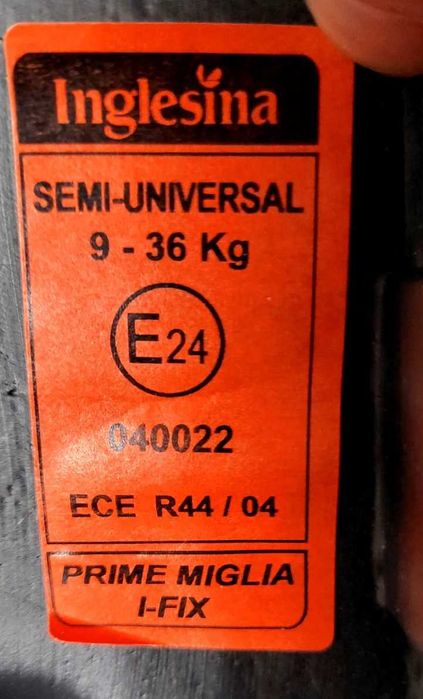 Inglesina
SEMI-UNIVERSAL
9 - 36 Kg
E24
040022
ECE R44 / 04
PRIME MIGLIA
I-FIX